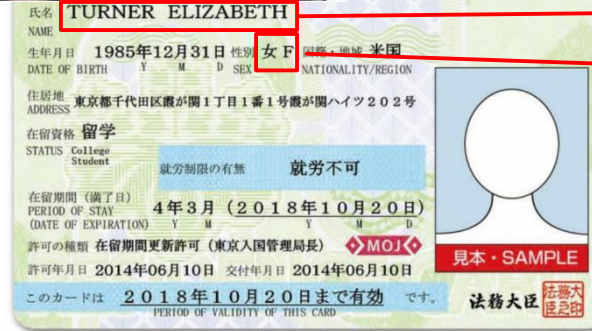 氏名 TURNER ELIZABETH
NAME
生年月日 1985年12月31日 性別 女 F 国籍・地域 米国
DATE OF BIRTH Y M D SEX NATIONALITY/REGION
住居地 東京都千代田区霞が関1丁目1番1号霞が関ハイツ202号
ADDRESS
在留資格 留学
STATUS College
Student
就労制限の有無 就労不可
在留期間(満了日)
PERIOD OF STAY 4年3月(2018年10月20日)
(DATE OF EXPIRATION) Y M Y M D
許可の種類 在留期間更新許可(東京入国管理局長) MOJ
見本・SAMPLE
許可年月日 2014年06月10日 交付年月日 2014年06月10日
このカードは 2018年10月20日まで有効 です。
PERIOD OF VALIDITY OF THIS CARD
法務大臣 法務大臣之印